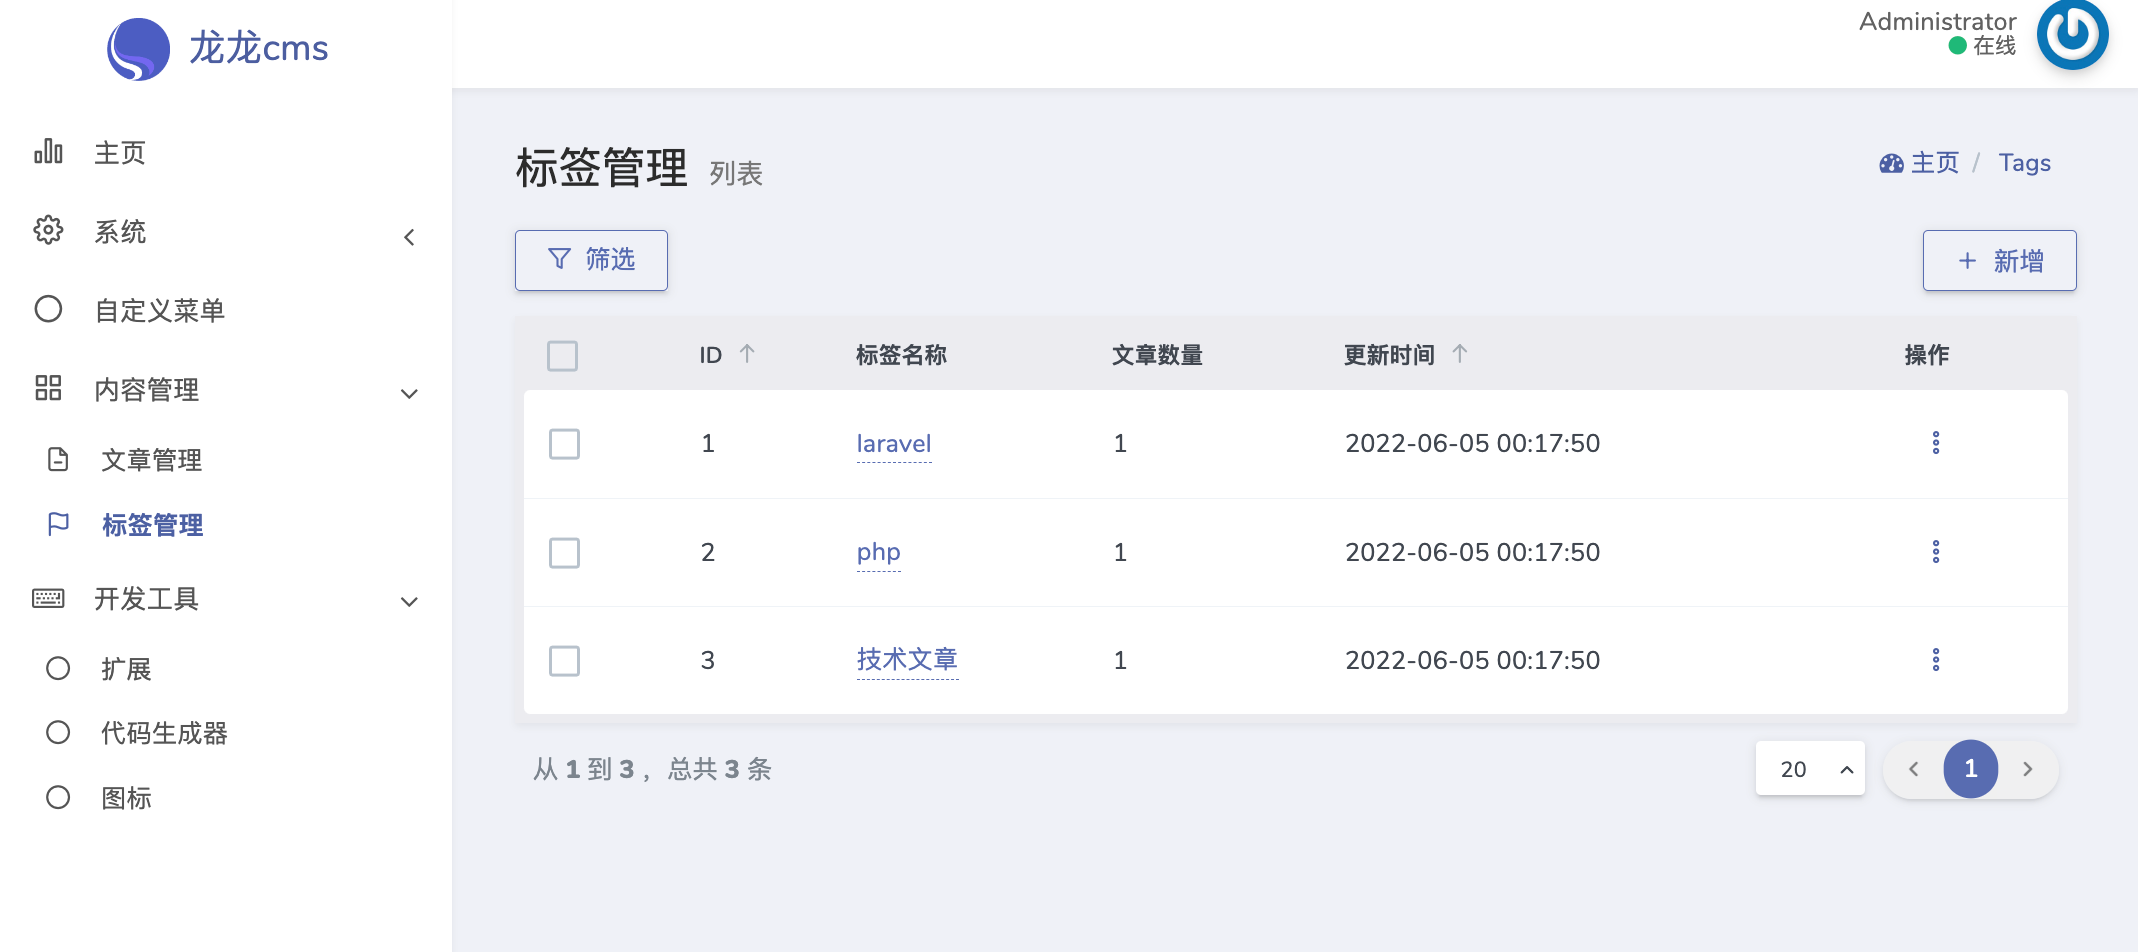 龙龙cms
Administrator
在线
主页
系统
自定义菜单
内容管理
文章管理
标签管理
开发工具
扩展
代码生成器
图标
标签管理 列表
主页 / Tags
筛选
+ 新增
ID 标签名称 文章数量 更新时间 操作
1 laravel 1 2022-06-05 00:17:50
2 php 1 2022-06-05 00:17:50
3 技术文章 1 2022-06-05 00:17:50
从 1 到 3 ，总共 3 条
20
1